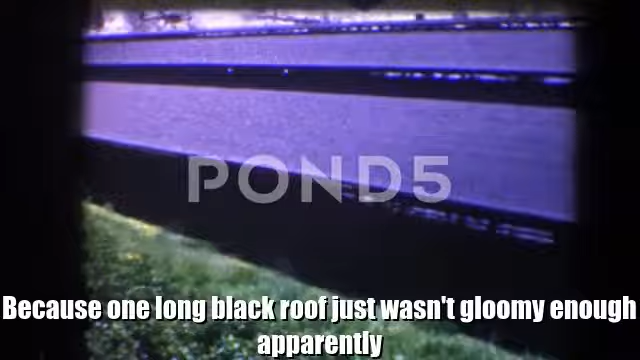 POND5
Because one long black roof just wasn't gloomy enough
apparently